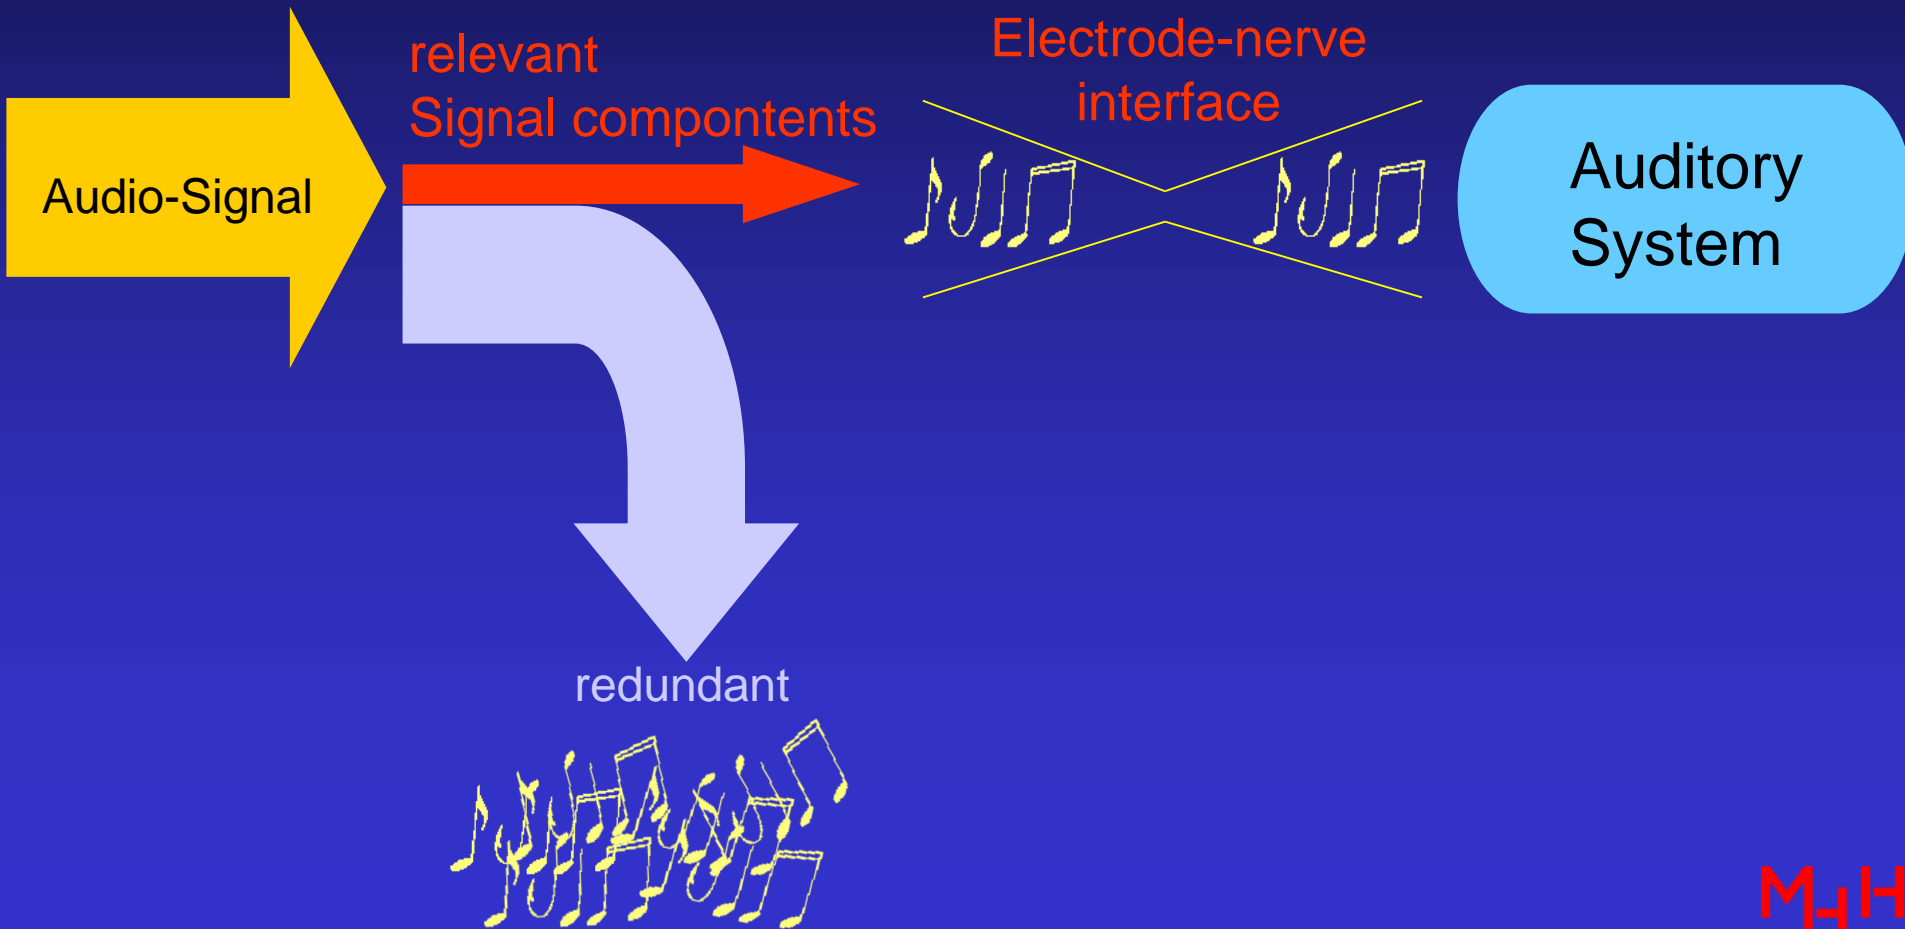 Audio-Signal
relevant
Signal compontents
Electrode-nerve
interface
Auditory
System
redundant
MHH